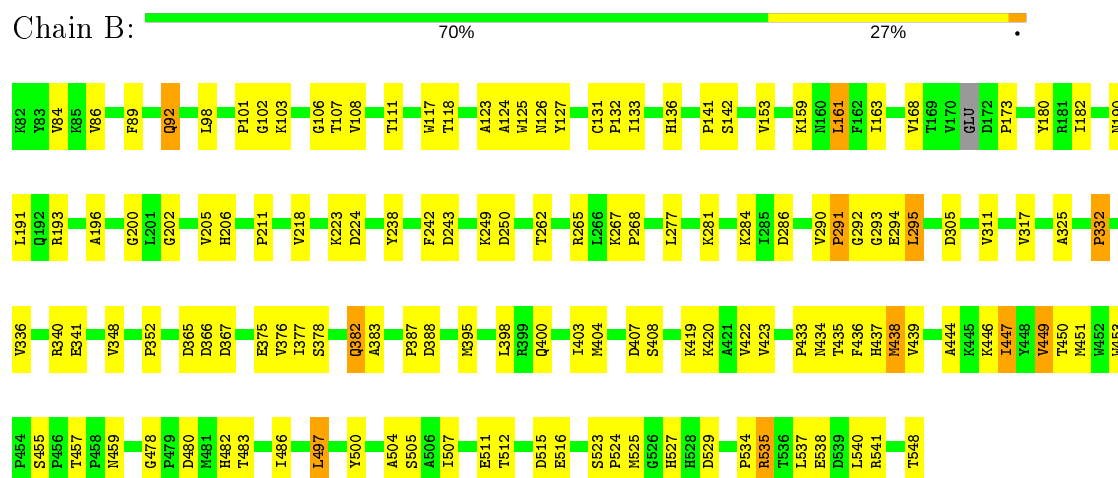 Chain B:
70% 27% •
K82 Y83 V84 K85 V86 F89 Q92 L98 P101 G102 K103 G106 T107 V108 T111 W117 T118 A123 A124 W125 N126 Y127 C131 P132 I133 H136 P141 S142 V153 K159 N160 L161 F162 I163 V168 T169 V170 GLU D172 P173 Y180 R181 I182 N190
L191 Q192 R193 A196 G200 L201 G202 V205 H206 P211 V218 K223 D224 Y238 F242 D243 K249 D250 T262 R265 L266 K267 P268 L277 K281 K284 I285 D286 V290 P291 G292 G293 E294 L295 D305 V311 V317 A325 P332
V336 R340 E341 V348 P352 D365 D366 D367 E375 V376 I377 S378 Q382 A383 P387 D388 M395 L398 R399 Q400 I403 M404 D407 S408 K419 K420 A421 V422 V423 P433 N434 T435 F436 H437 M438 V439 A444 K445 K446 I447 Y448 V449 T450 M451 W452 W453
P454 S455 P456 T457 P458 N459 G478 P479 D480 M481 H482 T483 I486 L497 Y500 A504 S505 A506 I507 E511 T512 D515 E516 S523 P524 M525 G526 H527 H528 D529 P534 R535 T536 L537 E538 D539 L540 R541 T548